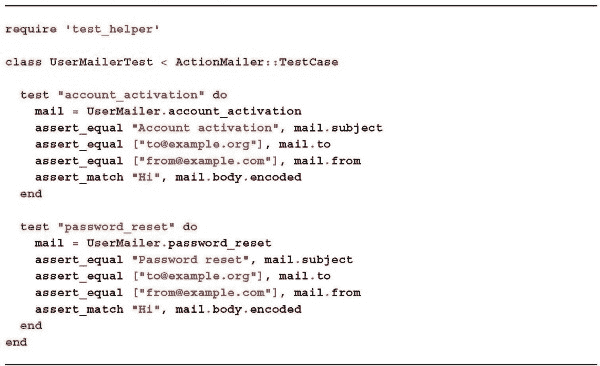 require 'test_helper'
class UserMailerTest < ActionMailer::TestCase
test "account_activation" do
mail = UserMailer.account_activation
assert_equal "Account activation", mail.subject
assert_equal ["to@example.org"], mail.to
assert_equal ["from@example.com"], mail.from
assert_match "Hi", mail.body.encoded
end
test "password_reset" do
mail = UserMailer.password_reset
assert_equal "Password reset", mail.subject
assert_equal ["to@example.org"], mail.to
assert_equal ["from@example.com"], mail.from
assert_match "Hi", mail.body.encoded
end
end